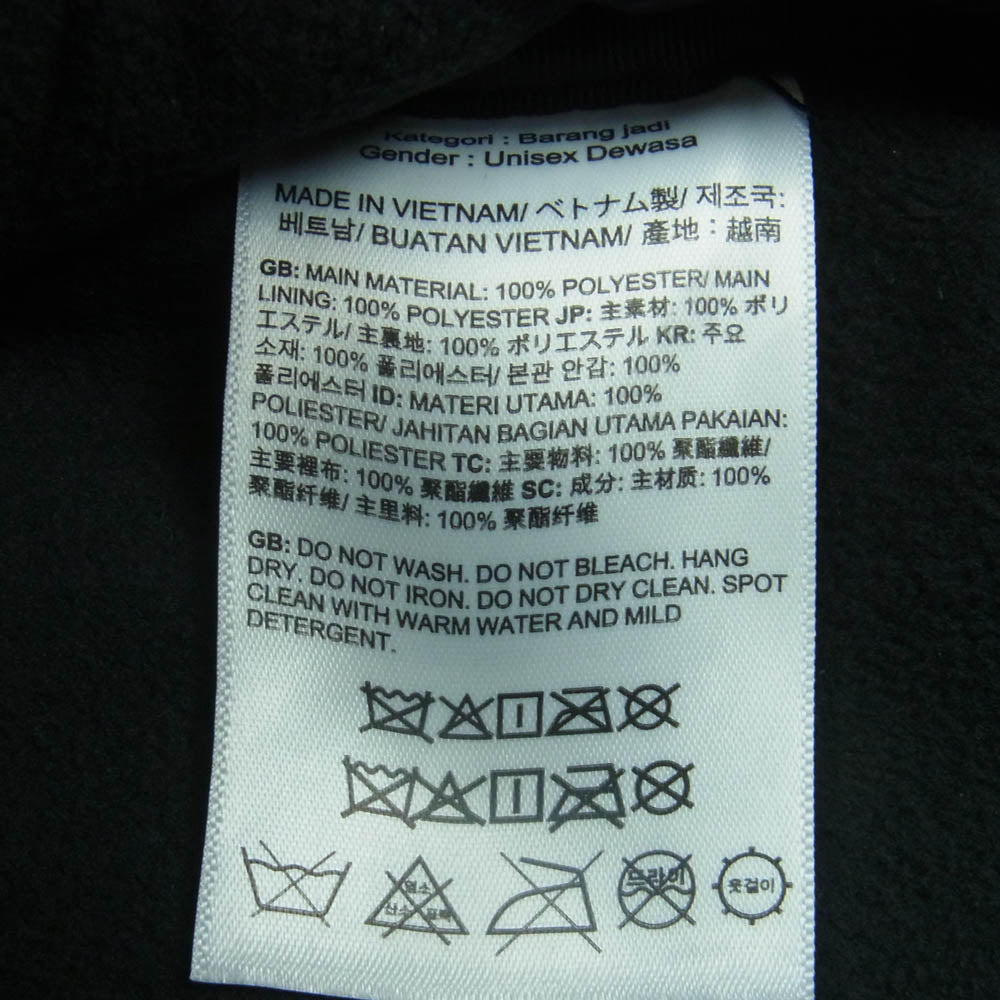 Kategori : Barang jadi
Gender : Unisex Dewasa
MADE IN VIETNAM/ ベトナム製/ 제조국:
베트남/ BUATAN VIETNAM/ 產地：越南
GB: MAIN MATERIAL: 100% POLYESTER/ MAIN
LINING: 100% POLYESTER JP: 主素材: 100% ポリ
エステル/ 主裏地: 100% ポリエステル KR: 주요
소재: 100% 폴리에스터/ 본관 안감: 100%
폴리에스터 ID: MATERI UTAMA: 100%
POLIESTER/ JAHITAN BAGIAN UTAMA PAKAIAN:
100% POLIESTER TC: 主要物料: 100% 聚酯纖維/
主要裡布: 100% 聚酯纖維 SC: 成分: 主材质: 100%
聚酯纤维/ 主里料: 100% 聚酯纤维
GB: DO NOT WASH. DO NOT BLEACH. HANG
DRY. DO NOT IRON. DO NOT DRY CLEAN. SPOT
CLEAN WITH WARM WATER AND MILD
DETERGENT.
염소 산소 표백 드라이 옷걸이